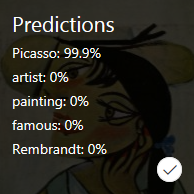 Predictions
Picasso: 99.9%
artist: 0%
painting: 0%
famous: 0%
Rembrandt: 0%